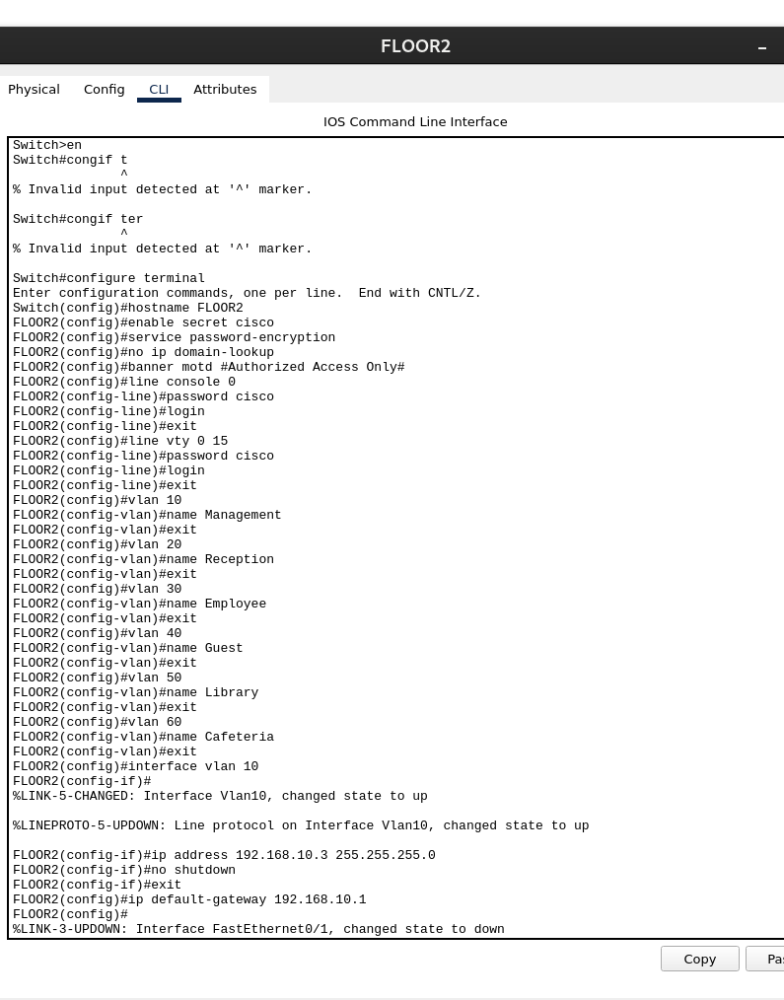 FLOOR2
Physical Config CLI Attributes
IOS Command Line Interface
Switch>en
Switch#congif t
^
% Invalid input detected at '^' marker.
Switch#congif ter
^
% Invalid input detected at '^' marker.
Switch#configure terminal
Enter configuration commands, one per line.  End with CNTL/Z.
Switch(config)#hostname FLOOR2
FLOOR2(config)#enable secret cisco
FLOOR2(config)#service password-encryption
FLOOR2(config)#no ip domain-lookup
FLOOR2(config)#banner motd #Authorized Access Only#
FLOOR2(config)#line console 0
FLOOR2(config-line)#password cisco
FLOOR2(config-line)#login
FLOOR2(config-line)#exit
FLOOR2(config)#line vty 0 15
FLOOR2(config-line)#password cisco
FLOOR2(config-line)#login
FLOOR2(config-line)#exit
FLOOR2(config)#vlan 10
FLOOR2(config-vlan)#name Management
FLOOR2(config-vlan)#exit
FLOOR2(config)#vlan 20
FLOOR2(config-vlan)#name Reception
FLOOR2(config-vlan)#exit
FLOOR2(config)#vlan 30
FLOOR2(config-vlan)#name Employee
FLOOR2(config-vlan)#exit
FLOOR2(config)#vlan 40
FLOOR2(config-vlan)#name Guest
FLOOR2(config-vlan)#exit
FLOOR2(config)#vlan 50
FLOOR2(config-vlan)#name Library
FLOOR2(config-vlan)#exit
FLOOR2(config)#vlan 60
FLOOR2(config-vlan)#name Cafeteria
FLOOR2(config-vlan)#exit
FLOOR2(config)#interface vlan 10
FLOOR2(config-if)#
%LINK-5-CHANGED: Interface Vlan10, changed state to up
%LINEPROTO-5-UPDOWN: Line protocol on Interface Vlan10, changed state to up
FLOOR2(config-if)#ip address 192.168.10.3 255.255.255.0
FLOOR2(config-if)#no shutdown
FLOOR2(config-if)#exit
FLOOR2(config)#ip default-gateway 192.168.10.1
FLOOR2(config)#
%LINK-3-UPDOWN: Interface FastEthernet0/1, changed state to down
Copy